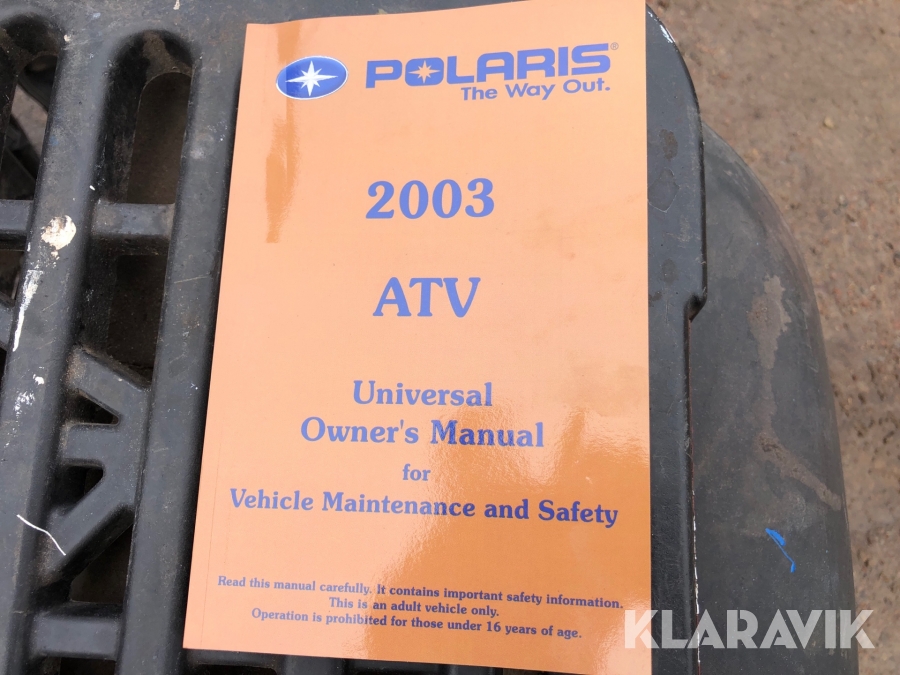 POLARIS®
The Way Out.
2003
ATV
Universal
Owner's Manual
for
Vehicle Maintenance and Safety
Read this manual carefully. It contains important safety information.
This is an adult vehicle only.
Operation is prohibited for those under 16 years of age.
KLARAVIK